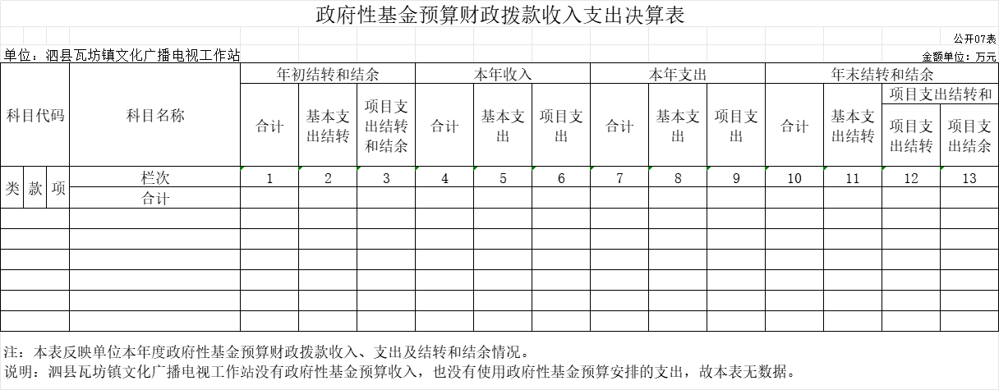 政府性基金预算财政拨款收入支出决算表
公开07表
单位：泗县瓦坊镇文化广播电视工作站 金额单位：万元
科目代码 科目名称 年初结转和结余 本年收入 本年支出 年末结转和结余
合计 基本支出结转 项目支出结转和结余 合计 基本支出 项目支出 合计 基本支出 项目支出 合计 基本支出结转 项目支出结转和
项目支出结转 项目支出结余
类 款 项 栏次 1 2 3 4 5 6 7 8 9 10 11 12 13
合计
注：本表反映单位本年度政府性基金预算财政拨款收入、支出及结转和结余情况。
说明：泗县瓦坊镇文化广播电视工作站没有政府性基金预算收入，也没有使用政府性基金预算安排的支出，故本表无数据。